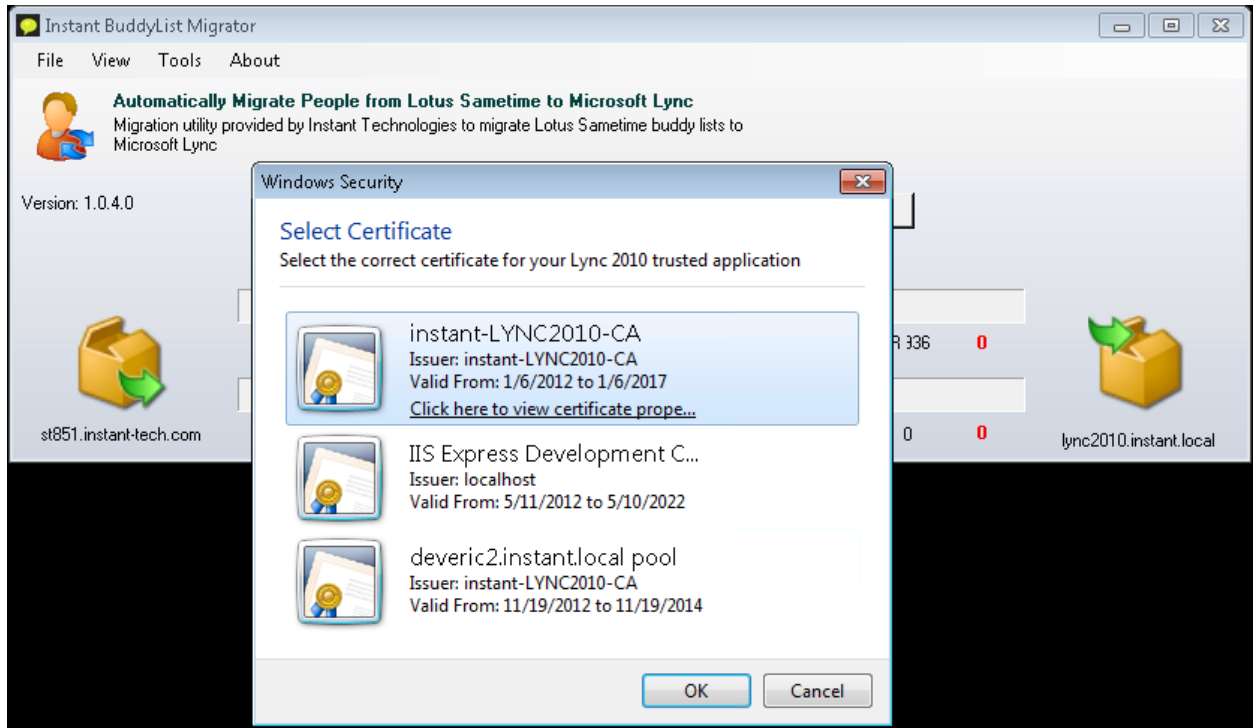 Instant BuddyList Migrator
File View Tools About
Automatically Migrate People from Lotus Sametime to Microsoft Lync
Migration utility provided by Instant Technologies to migrate Lotus Sametime buddy lists to
Microsoft Lync
Version: 1.0.4.0
Windows Security
Select Certificate
Select the correct certificate for your Lync 2010 trusted application
instant-LYNC2010-CA
Issuer: instant-LYNC2010-CA
Valid From: 1/6/2012 to 1/6/2017
Click here to view certificate prope...
IIS Express Development C...
Issuer: localhost
Valid From: 5/11/2012 to 5/10/2022
deveric2.instant.local pool
Issuer: instant-LYNC2010-CA
Valid From: 11/19/2012 to 11/19/2014
OK Cancel
936 0
st851.instant-tech.com
0 0
lync2010.instant.local